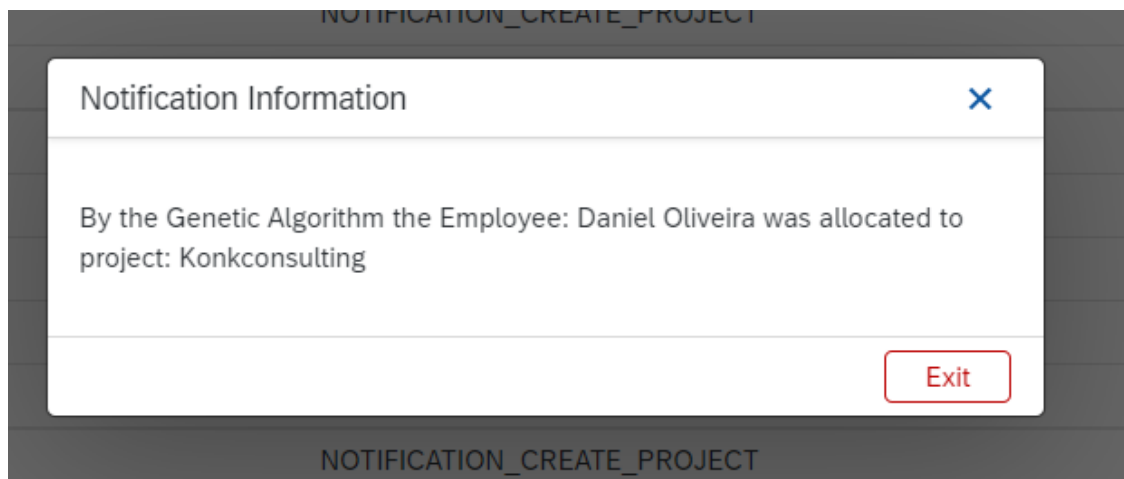 NOTIFICATION_CREATE_PROJECT
Notification Information
By the Genetic Algorithm the Employee: Daniel Oliveira was allocated to
project: Konkconsulting
Exit
NOTIFICATION_CREATE_PROJECT